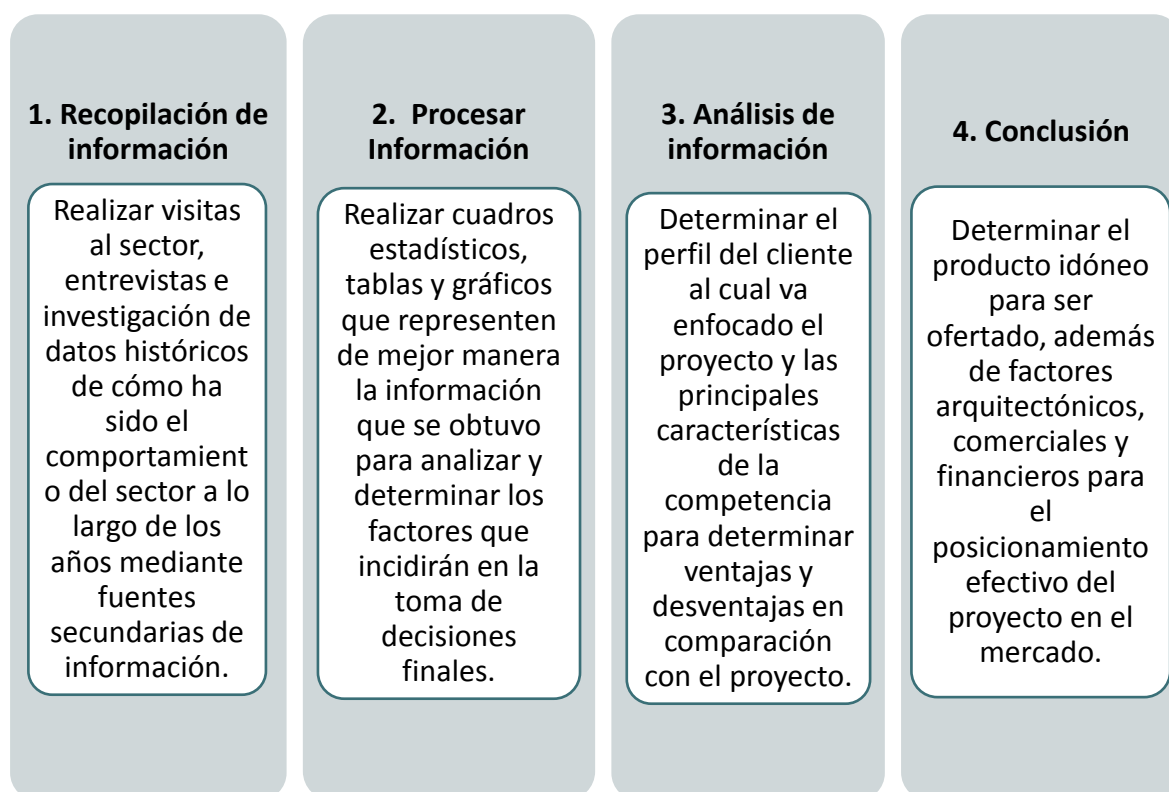 1. Recopilación de
información
Realizar visitas
al sector,
entrevistas e
investigación de
datos históricos
de cómo ha
sido el
comportamient
o del sector a lo
largo de los
años mediante
fuentes
secundarias de
información.
2. Procesar
Información
Realizar cuadros
estadísticos,
tablas y gráficos
que representen
de mejor manera
la información
que se obtuvo
para analizar y
determinar los
factores que
incidirán en la
toma de
decisiones
finales.
3. Análisis de
información
Determinar el
perfil del cliente
al cual va
enfocado el
proyecto y las
principales
características
de la
competencia
para determinar
ventajas y
desventajas en
comparación
con el proyecto.
4. Conclusión
Determinar el
producto idóneo
para ser
ofertado, además
de factores
arquitectónicos,
comerciales y
financieros para
el
posicionamiento
efectivo del
proyecto en el
mercado.